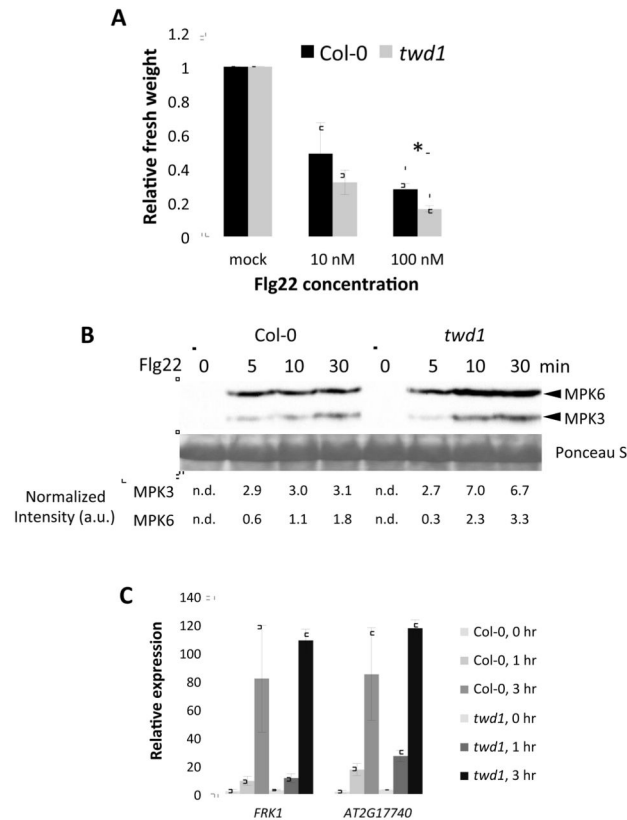 A
1.2
1
0.8
0.6
0.4
0.2
0
Relative fresh weight
Col-0 twd1
*
mock 10 nM 100 nM
Flg22 concentration
B
Col-0 twd1
Flg22 0 5 10 30 0 5 10 30 min
MPK6
MPK3
Ponceau S
Normalized
Intensity (a.u.)
MPK3 n.d. 2.9 3.0 3.1 n.d. 2.7 7.0 6.7
MPK6 n.d. 0.6 1.1 1.8 n.d. 0.3 2.3 3.3
C
140
120
100
80
60
40
20
0
Relative expression
Col-0, 0 hr
Col-0, 1 hr
Col-0, 3 hr
twd1, 0hr
twd1, 1 hr
twd1, 3 hr
FRK1 AT2G17740